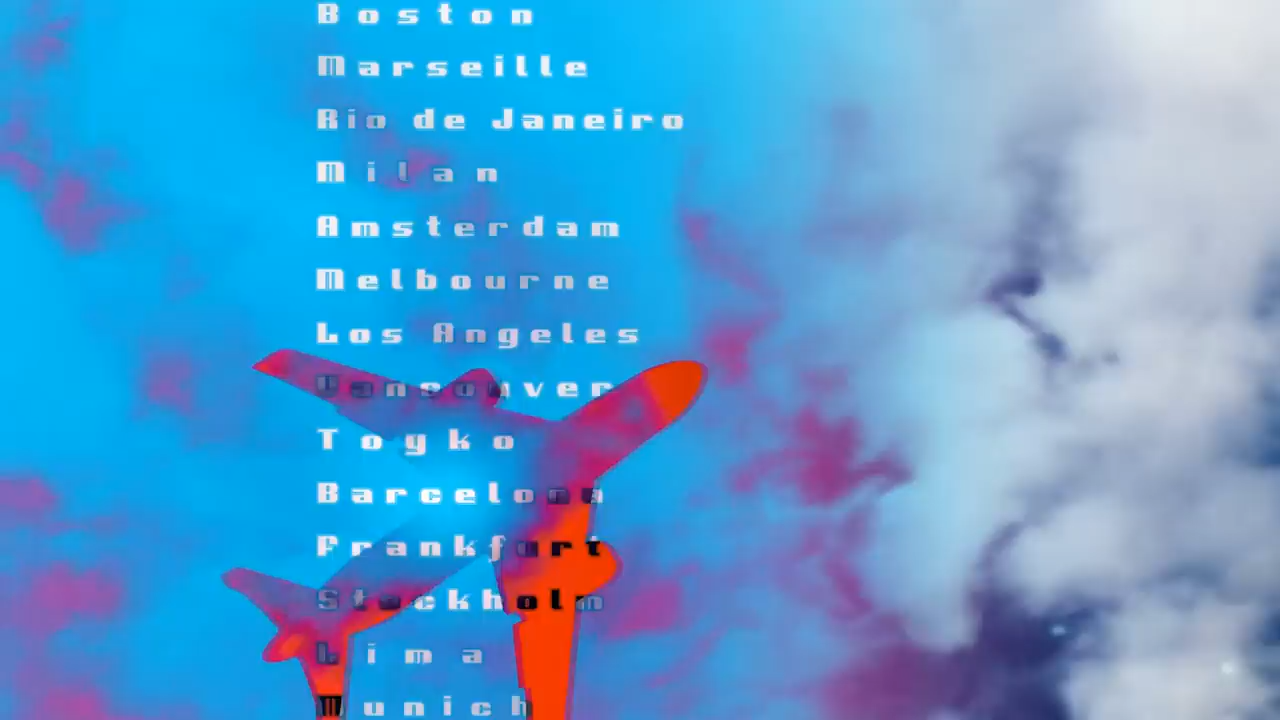 Boston
Marseille
Rio de Janeiro
Milan
Amsterdam
Melbourne
Los Angeles
Vancouver
Toyko
Barcelona
Frankfurt
Stockholm
Lima
Munich